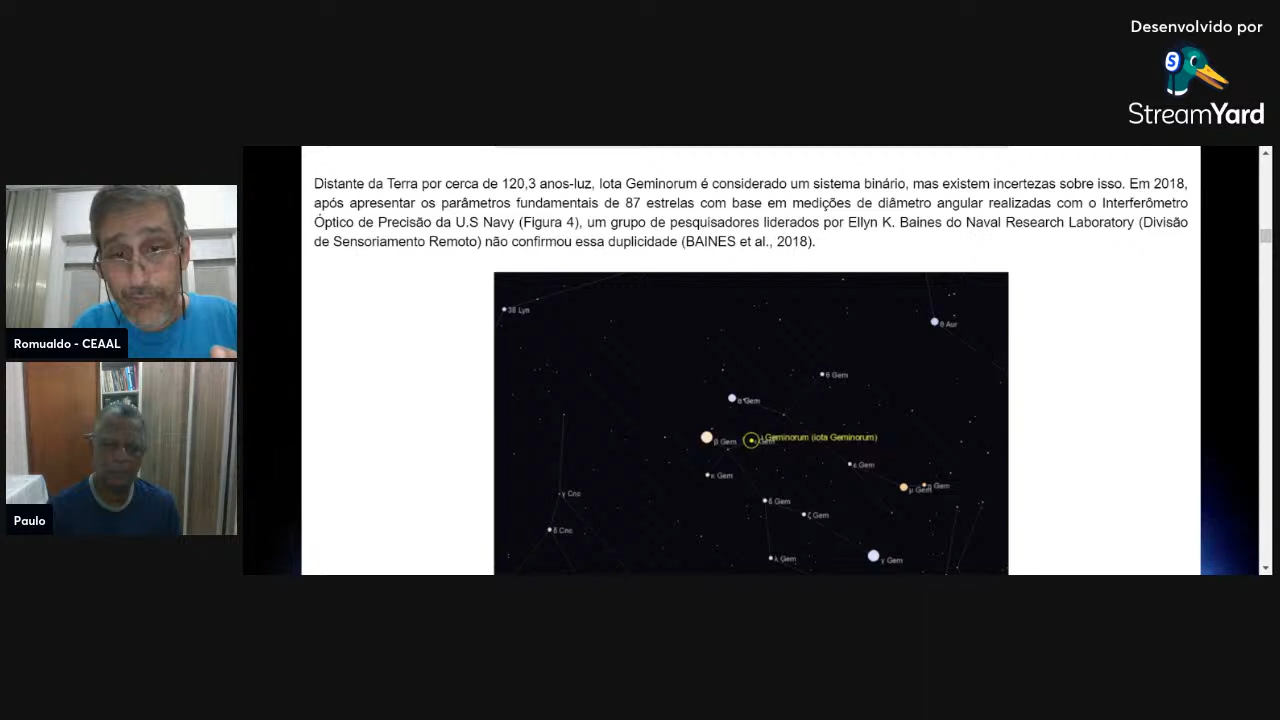 Desenvolvido por
S
StreamYard
Distante da Terra por cerca de 120,3 anos-luz, Iota Geminorum é considerado um sistema binário, mas existem incertezas sobre isso. Em 2018,
após apresentar os parâmetros fundamentais de 87 estrelas com base em medições de diâmetro angular realizadas com o Interferômetro
Óptico de Precisão da U.S Navy (Figura 4), um grupo de pesquisadores liderados por Ellyn K. Baines do Naval Research Laboratory (Divisão
de Sensoriamento Remoto) não confirmou essa duplicidade (BAINES et al., 2018).
38 Lyn
θ Aur
θ Gem
α Gem
β Gem
ι Geminorum (iota Geminorum)
κ Gem
ε Gem
μ Gem
η Gem
γ Cnc
δ Gem
ζ Gem
δ Cnc
λ Gem
γ Gem
Romualdo - CEAAL
Paulo